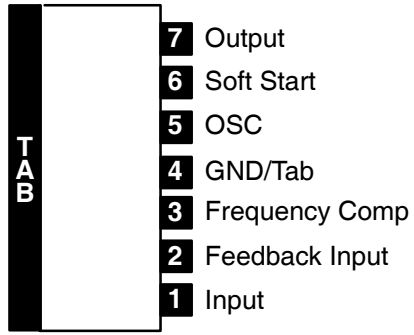 TAB
7 Output
6 Soft Start
5 OSC
4 GND/Tab
3 Frequency Comp
2 Feedback Input
1 Input